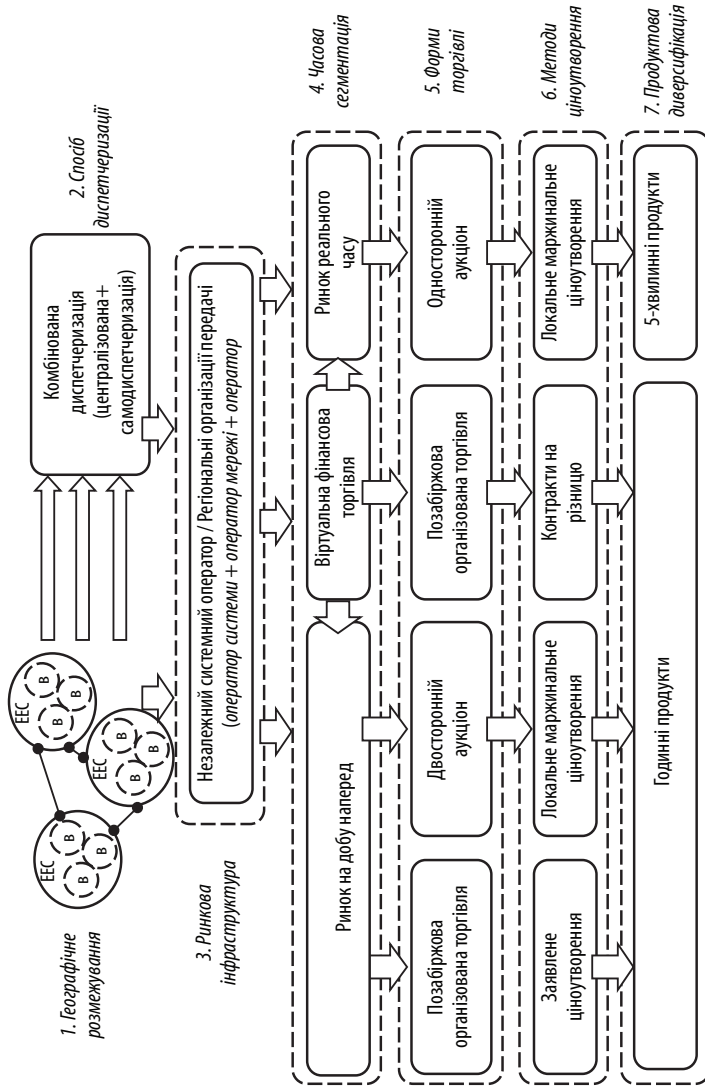 1. Географічне
розмежування
ЕЕС
В
В
В
ЕЕС
В
В
В
ЕЕС
В
В
В
Комбінована
диспетчеризація
(централізована+
самодиспетчеризація)
2. Спосіб
диспетчеризації
3. Ринкова
інфраструктура
Незалежний системний оператор / Регіональні організації передачі
(оператор системи + оператор мережі + оператор
Ринок на добу наперед
Віртуальна фінансова
торгівля
Ринок реального
часу
4. Часова
сегментація
Позабіржова
організована торгівля
Двосторонній
аукціон
Позабіржова
організована торгівля
Односторонній
аукціон
5. Форми
торгівлі
Заявлене
ціноутворення
Локальне маржинальне
ціноутворення
Контракти на
різницю
Локальне маржинальне
ціноутворення
6. Методи
ціноутворення
Годинні продукти
5-хвилинні продукти
7. Продуктова
диверсифікація